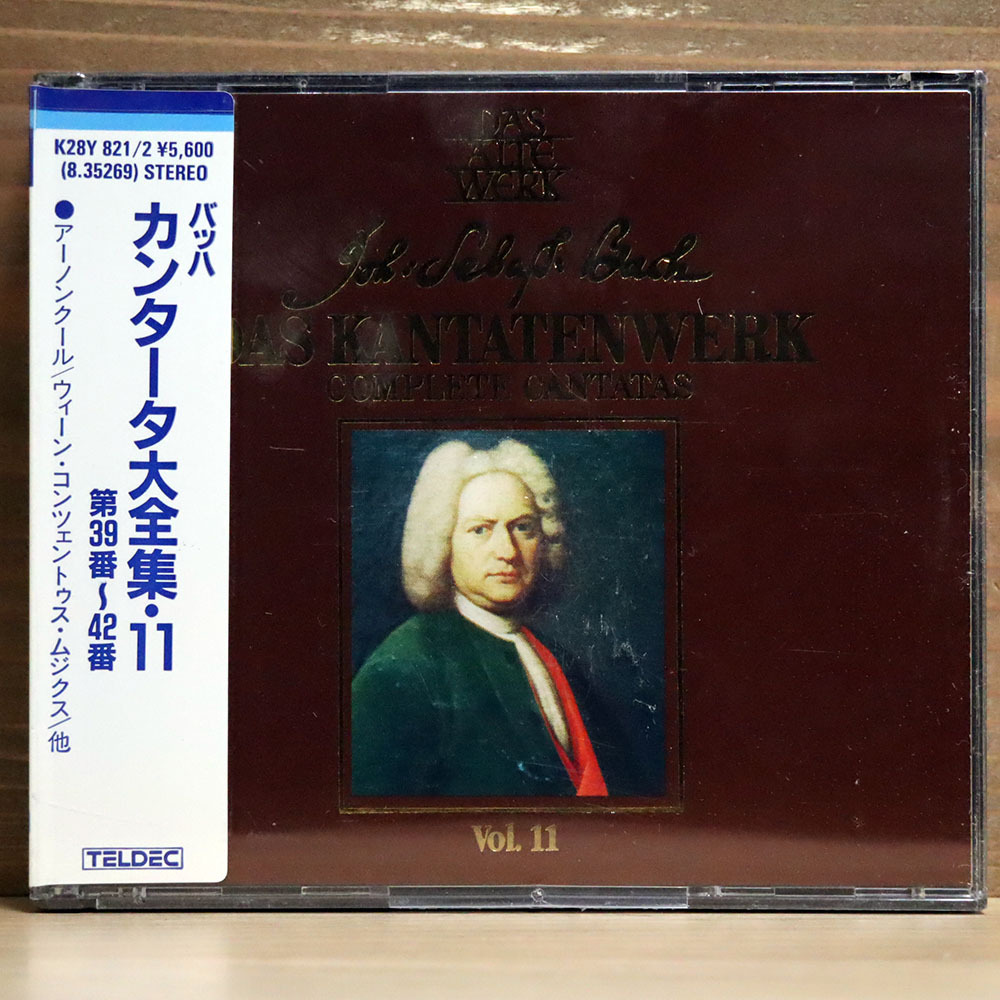 K28Y 821/2 ¥5,600
(8.35269) STEREO
バッハ
カンタータ大全集・11
第39番〜42番
●アーノンクール/ウィーン・コンツェントゥス・ムジクス/他
TELDEC
DAS
ALTE
WERK
Joh. Sebast. Bach
DAS KANTATENWERK
COMPLETE CANTATAS
Vol. 11